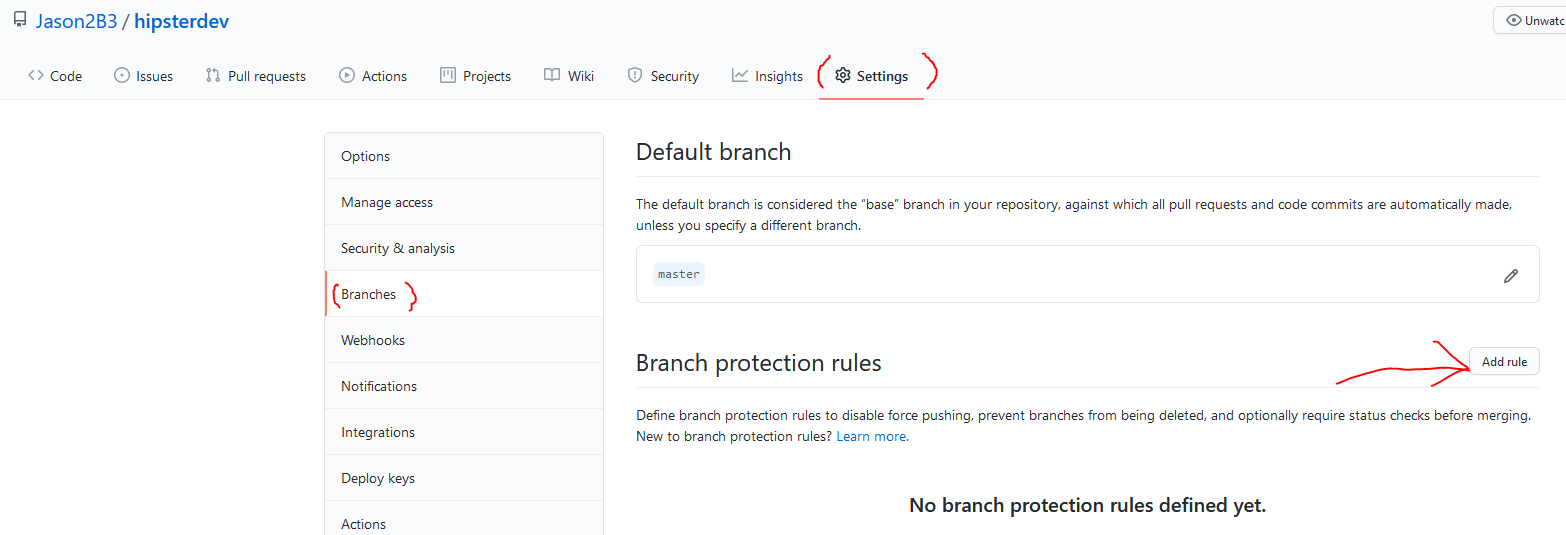 Jason2B3 / hipsterdev
Unwatc
Code Issues Pull requests Actions Projects Wiki Security Insights Settings
Options
Manage access
Security & analysis
Branches
Webhooks
Notifications
Integrations
Deploy keys
Actions
Default branch
The default branch is considered the “base” branch in your repository, against which all pull requests and code commits are automatically made,
unless you specify a different branch.
master
Branch protection rules
Add rule
Define branch protection rules to disable force pushing, prevent branches from being deleted, and optionally require status checks before merging.
New to branch protection rules? Learn more.
No branch protection rules defined yet.